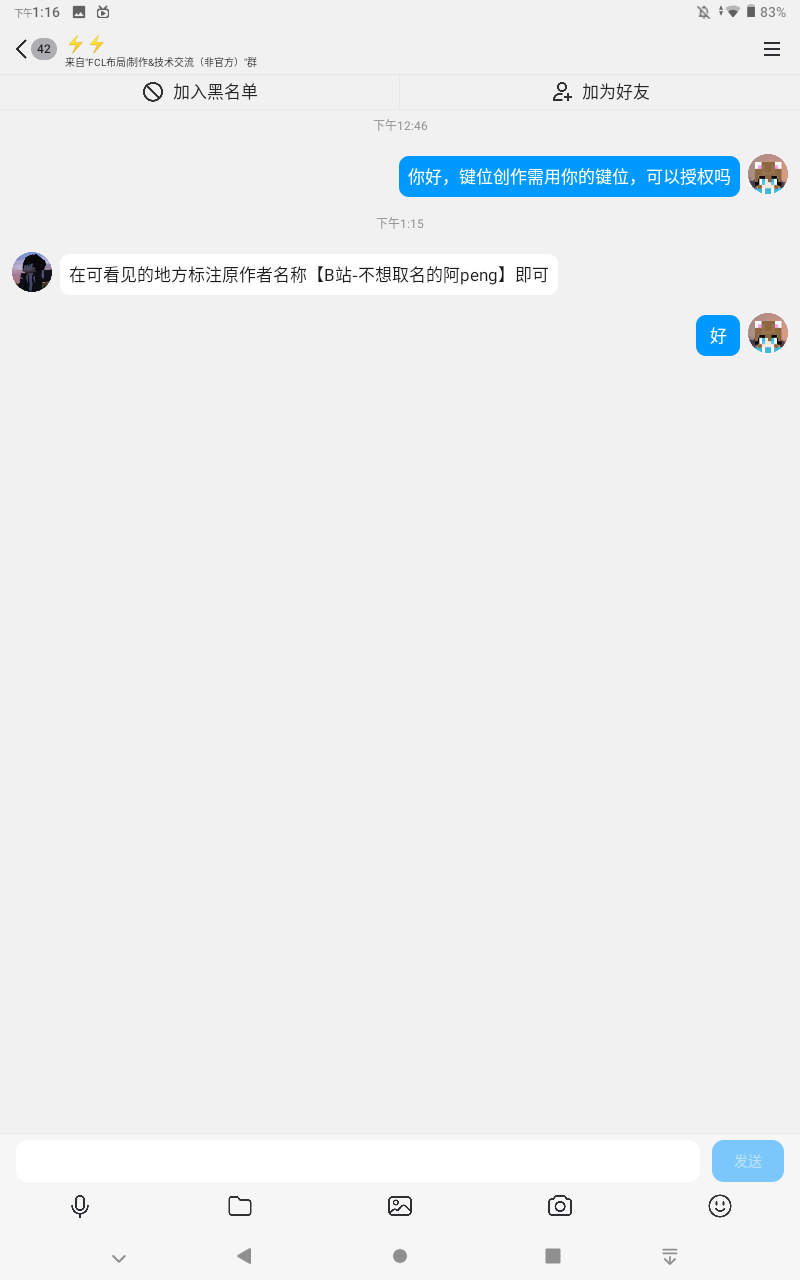 下午1:16
83%
42
⚡⚡
来自"FCL布局|制作&技术交流（非官方）"群
加入黑名单
加为好友
下午12:46
你好，键位创作需用你的键位，可以授权吗
下午1:15
在可看见的地方标注原作者名称【B站-不想取名的阿peng】即可
好
发送